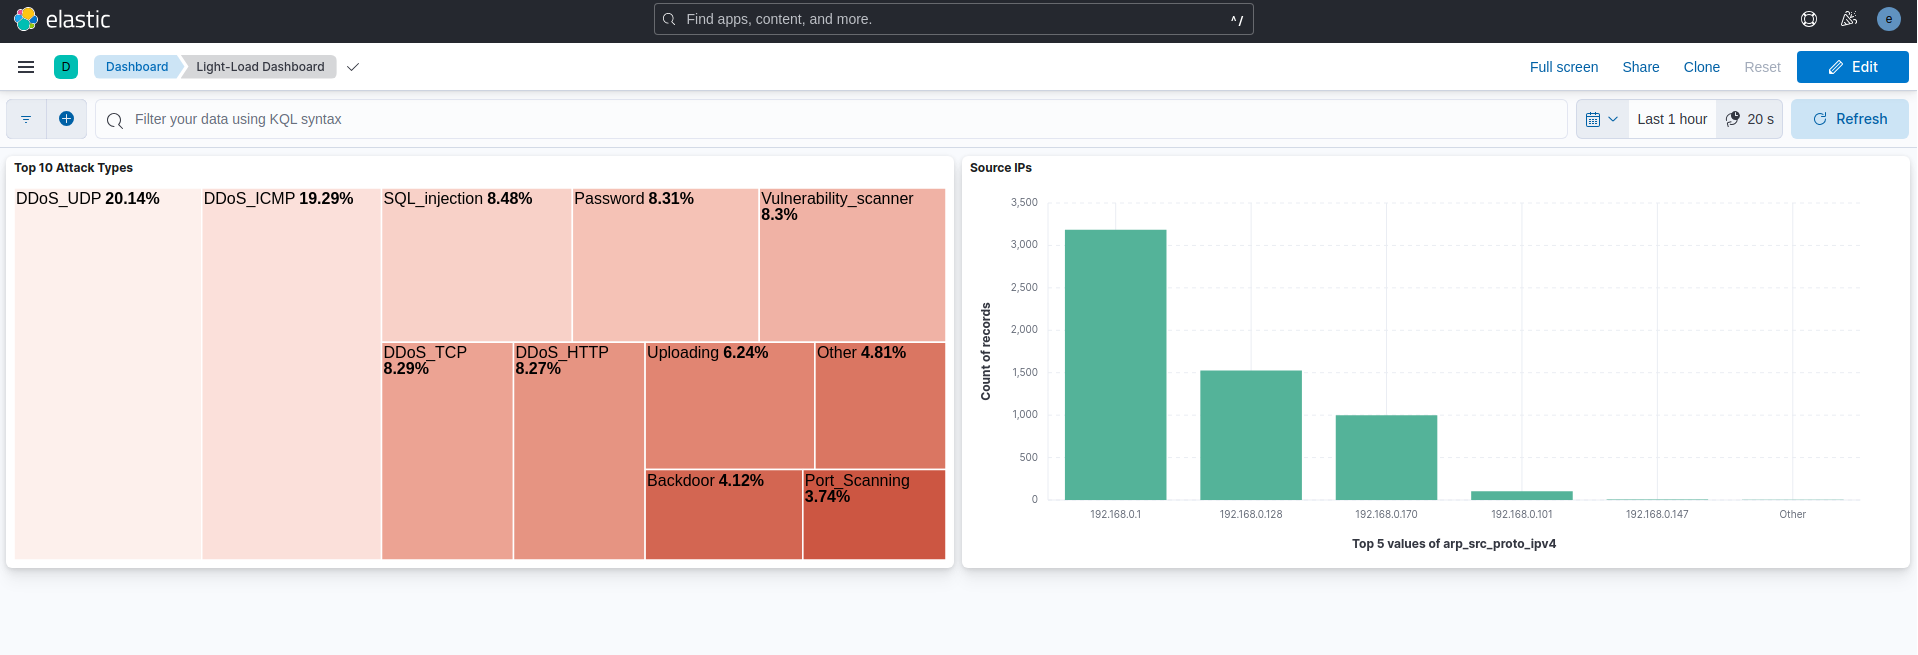 elastic
Find apps, content, and more.
^ /
e
D
Dashboard
Light-Load Dashboard
Full screen
Share
Clone
Reset
Edit
Filter your data using KQL syntax
Last 1 hour
20 s
Refresh
Top 10 Attack Types
DDoS_UDP 20.14%
DDoS_ICMP 19.29%
SQL_injection 8.48%
Password 8.31%
Vulnerability_scanner
8.3%
DDoS_TCP
8.29%
DDoS_HTTP
8.27%
Uploading 6.24%
Other 4.81%
Backdoor 4.12%
Port_Scanning
3.74%
Source IPs
3,500
3,000
2,500
2,000
1,500
1,000
500
0
Count of records
192.168.0.1
192.168.0.128
192.168.0.170
192.168.0.101
192.168.0.147
Other
Top 5 values of arp_src_proto_ipv4